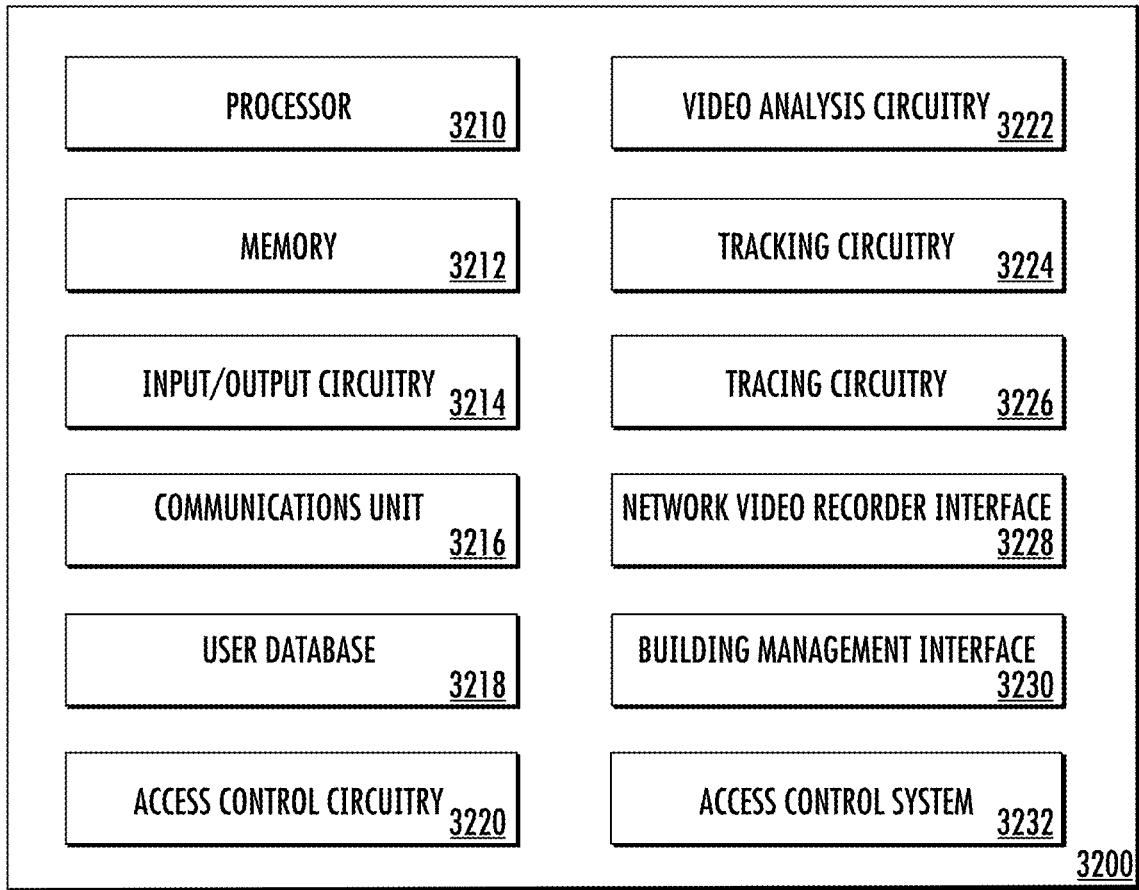 PROCESSOR
3210
MEMORY
3212
INPUT/OUTPUT CIRCUITRY
3214
COMMUNICATIONS UNIT
3216
USER DATABASE
3218
ACCESS CONTROL CIRCUITRY
3220
VIDEO ANALYSIS CIRCUITRY
3222
TRACKING CIRCUITRY
3224
TRACING CIRCUITRY
3226
NETWORK VIDEO RECORDER INTERFACE
3228
BUILDING MANAGEMENT INTERFACE
3230
ACCESS CONTROL SYSTEM
3232
3200